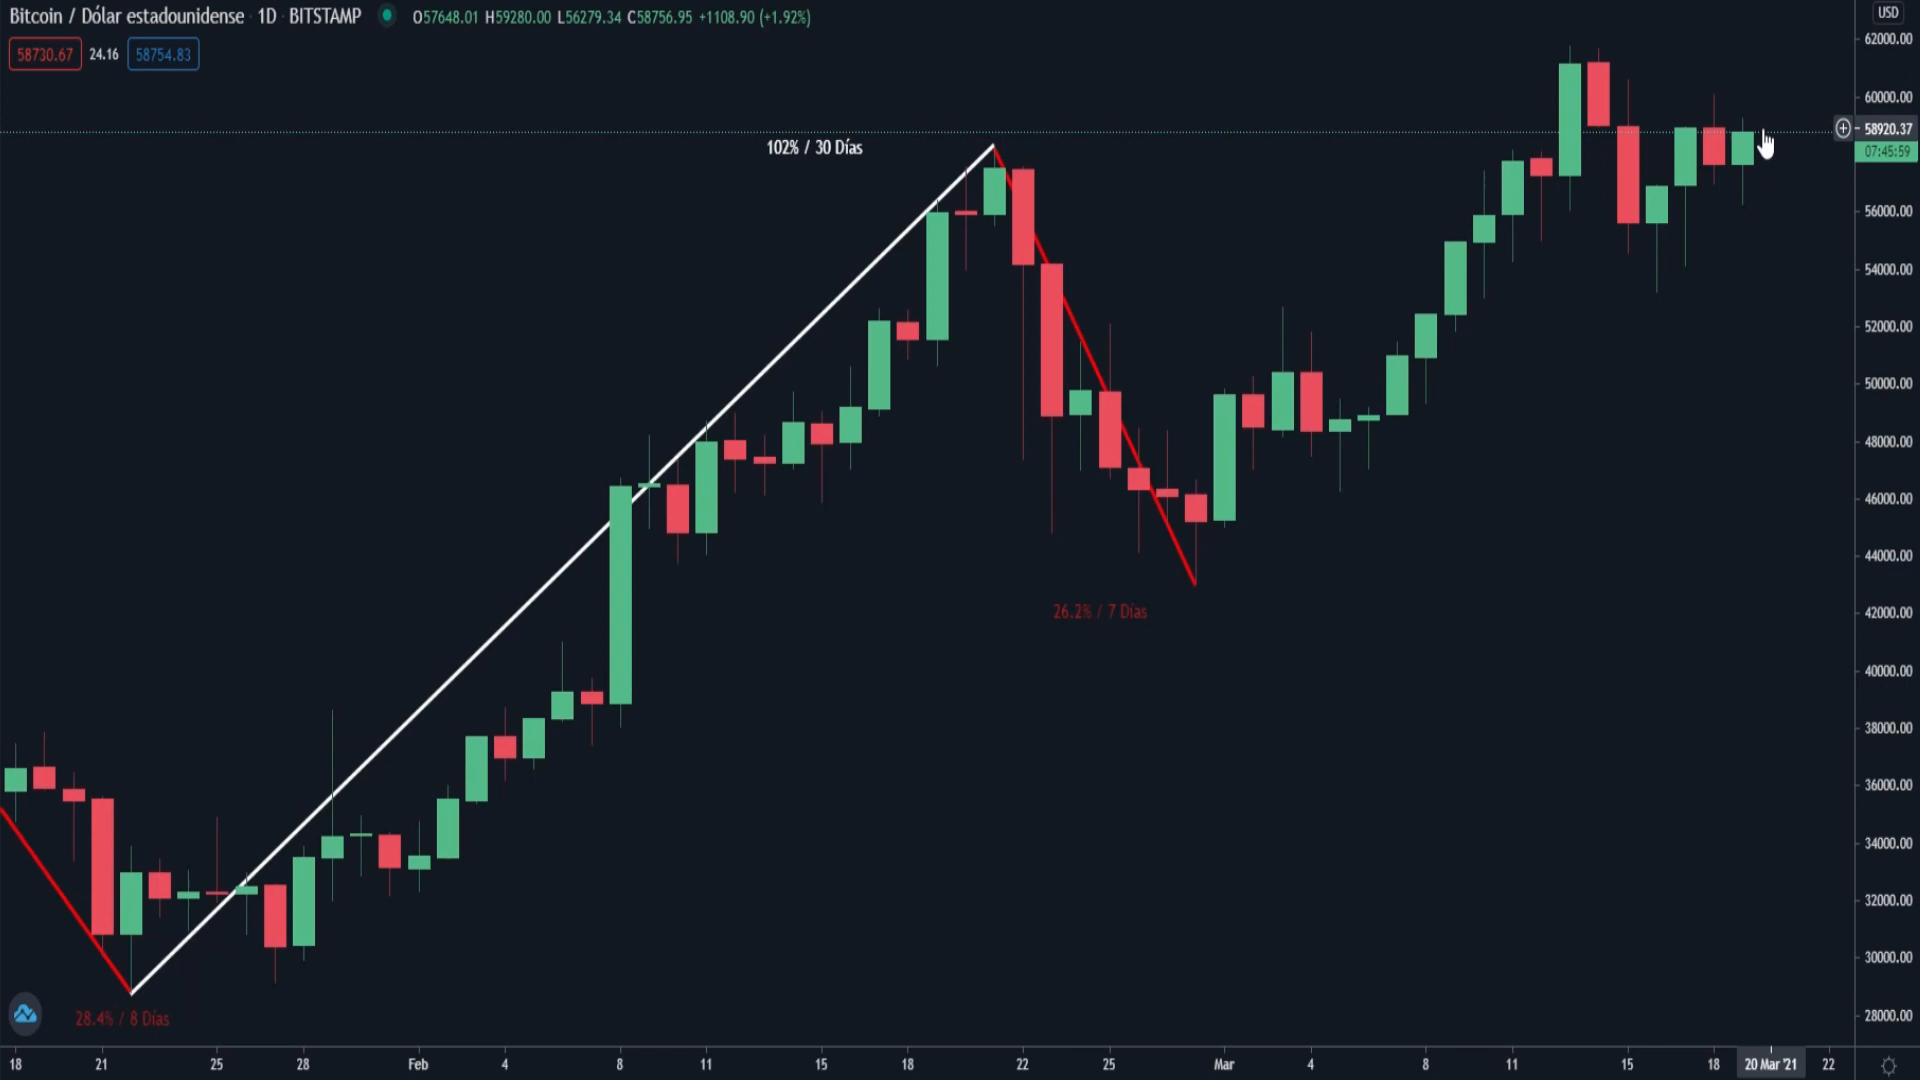 Bitcoin / Dólar estadounidense · 1D · BITSTAMP O57648.01 H59280.00 L56279.34 C58756.95 +1108.90 (+1.92%)
58730.67 24.16 58754.83
USD
62000.00
60000.00
58920.37
07:45:59
56000.00
54000.00
52000.00
50000.00
48000.00
46000.00
44000.00
42000.00
40000.00
38000.00
36000.00
34000.00
32000.00
30000.00
28000.00
102% / 30 Días
26.2% / 7 Días
28.4% / 8 Días
18 21 25 28 Feb 4 8 11 15 18 22 25 Mar 4 8 11 15 18 20 Mar '21 22